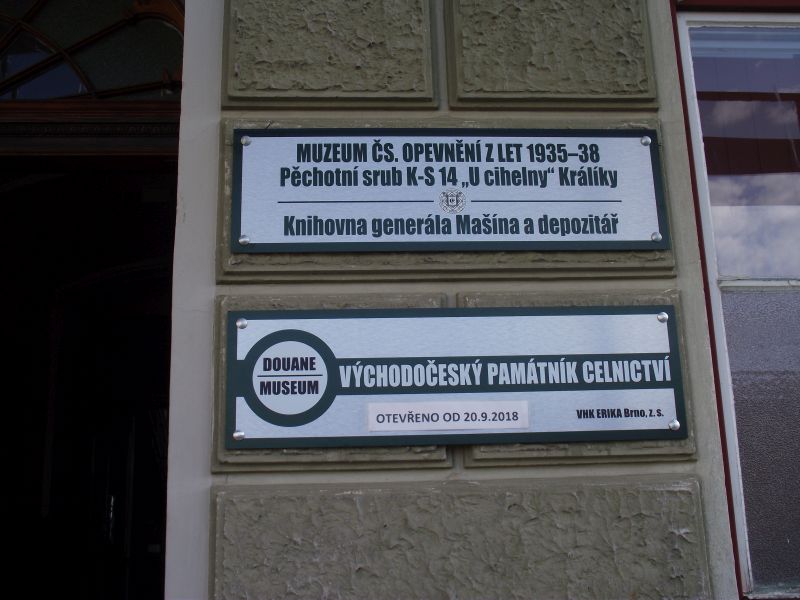 MUZEUM ČS. OPEVNĚNÍ Z LET 1935–38
Pěchotní srub K-S 14 „U cihelny“ Králíky
Knihovna generála Mašína a depozitář
DOUANE
MUSEUM
VÝCHODOČESKÝ PAMÁTNÍK CELNICTVÍ
OTEVŘENO OD 20.9.2018
VHK ERIKA Brno, z.s.